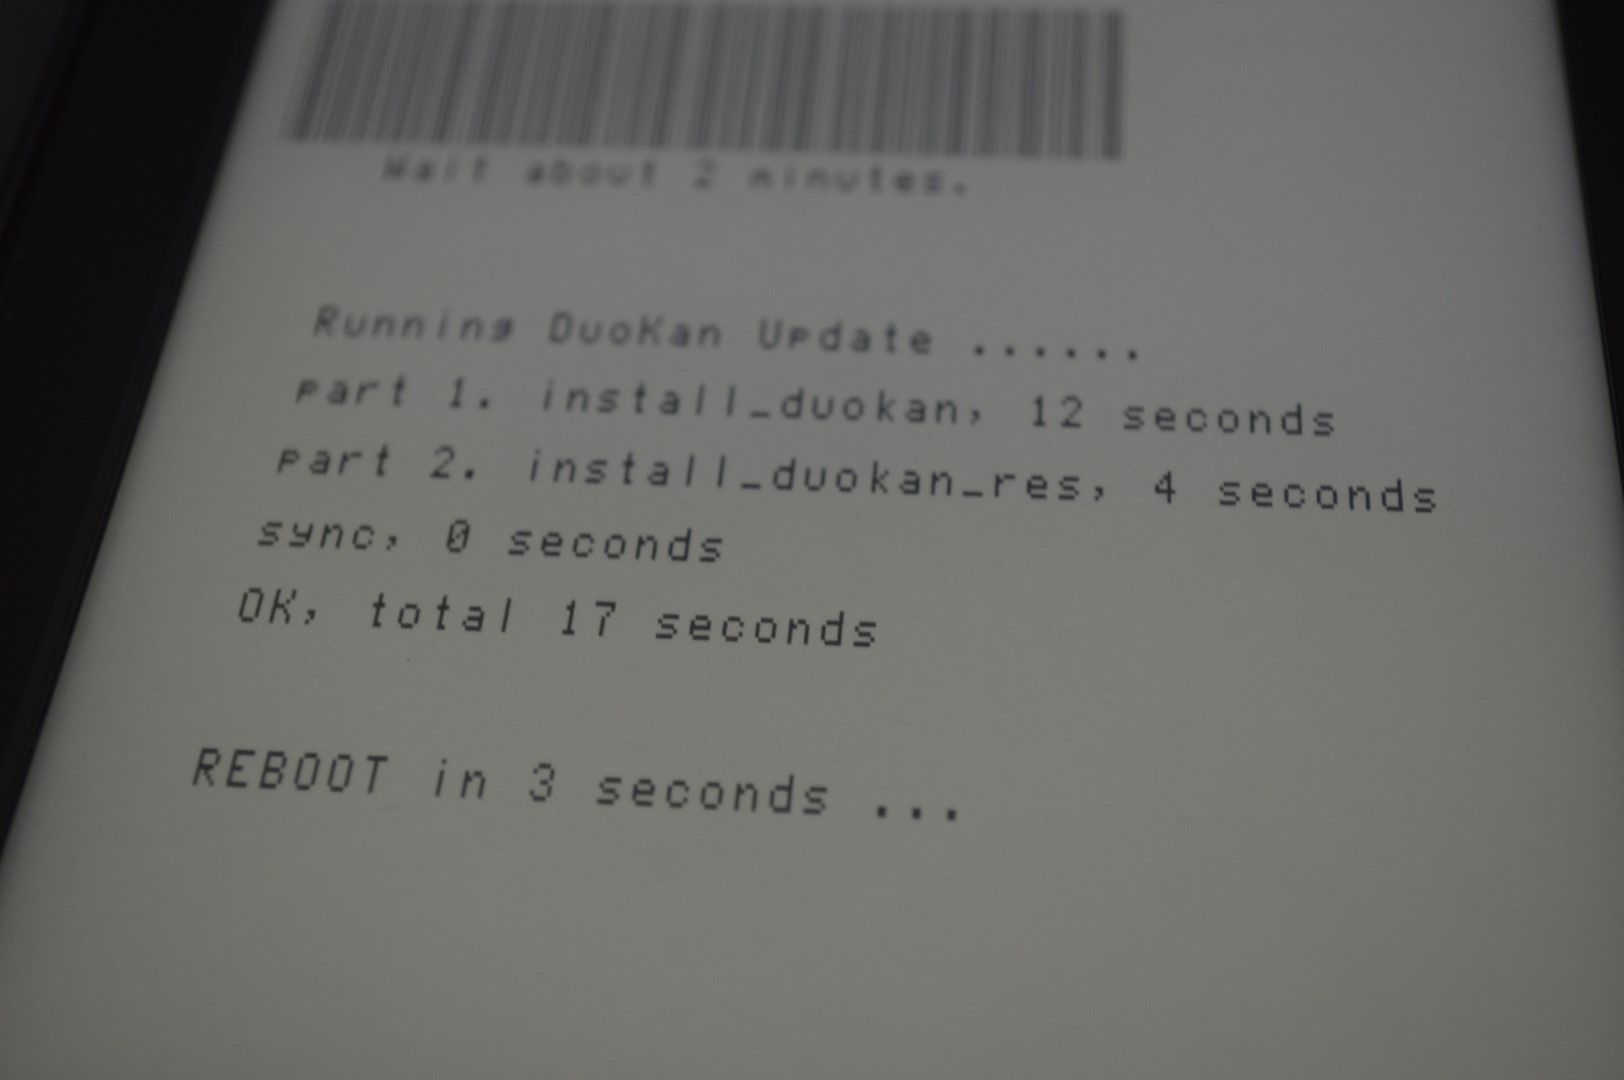 Wait about 2 minutes.
Running DuoKan Update ......
part 1. install_duokan, 12 seconds
part 2. install_duokan_res, 4 seconds
sync, 0 seconds
OK, total 17 seconds
REBOOT in 3 seconds ...